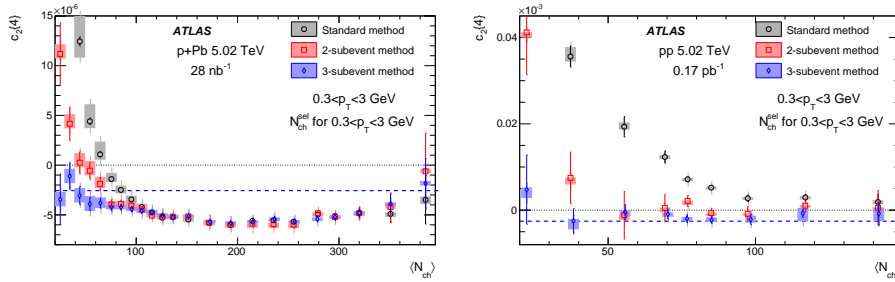 ×10⁻⁶
c₂{4}
15
10
5
0
−5
ATLAS
p+Pb 5.02 TeV
28 nb⁻¹
Standard method
2-subevent method
3-subevent method
0.3<p_T<3 GeV
N_ch^sel for 0.3<p_T<3 GeV
100 200 300
⟨N_ch⟩
×10⁻³
c₂{4}
0.04
0.02
0
ATLAS
pp 5.02 TeV
0.17 pb⁻¹
Standard method
2-subevent method
3-subevent method
0.3<p_T<3 GeV
N_ch^sel for 0.3<p_T<3 GeV
50 100
⟨N_ch⟩